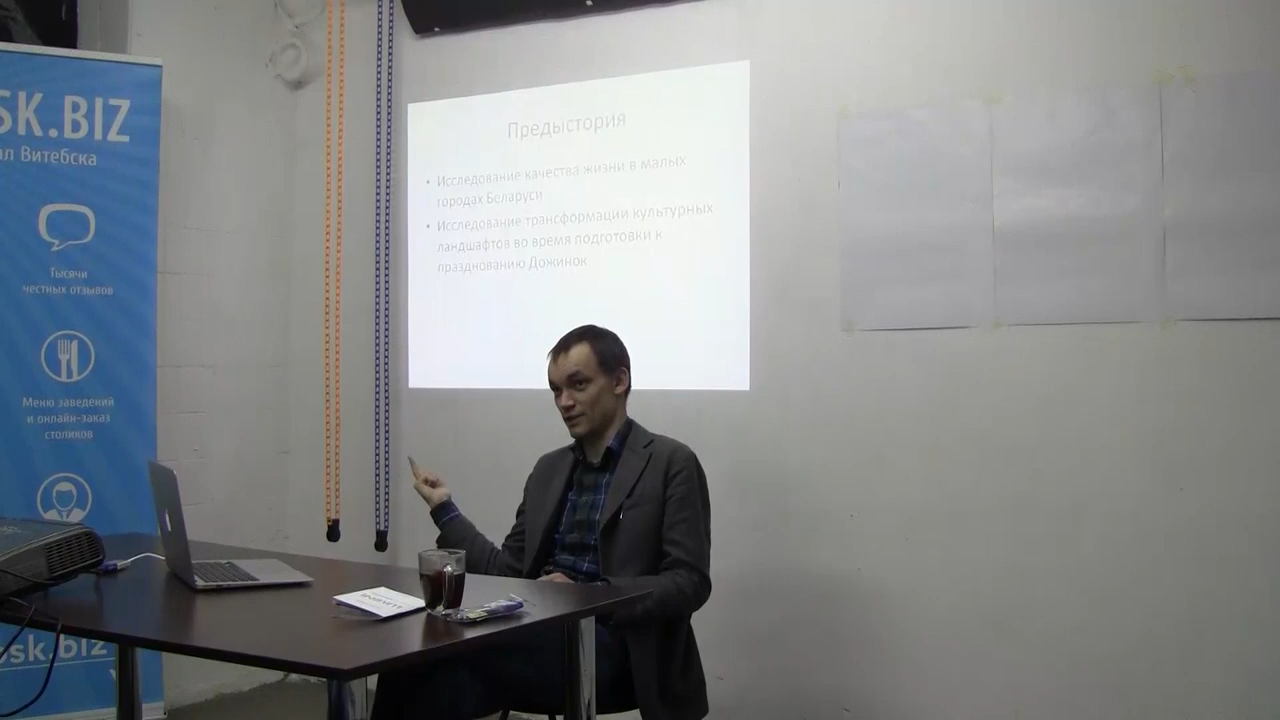 SK.BIZ
ал Витебска
Тысячи
честных отзывов
Меню заведений
и онлайн-заказ
столиков
sk.biz
Предыстория
• Исследование качества жизни в малых
городах Беларуси
• Исследование трансформации культурных
ландшафтов во время подготовки к
празднованию Дожинок